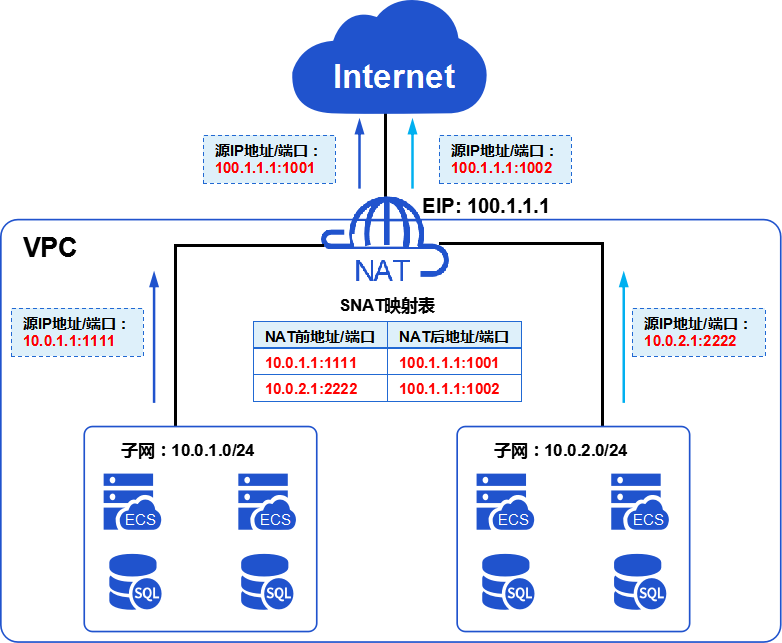 Internet
源IP地址/端口：
100.1.1.1:1001
源IP地址/端口：
100.1.1.1:1002
EIP: 100.1.1.1
VPC
NAT
SNAT映射表
源IP地址/端口：
10.0.1.1:1111
源IP地址/端口：
10.0.2.1:2222
NAT前地址/端口 NAT后地址/端口
10.0.1.1:1111 100.1.1.1:1001
10.0.2.1:2222 100.1.1.1:1002
子网：10.0.1.0/24
ECS ECS
SQL SQL
子网：10.0.2.0/24
ECS ECS
SQL SQL